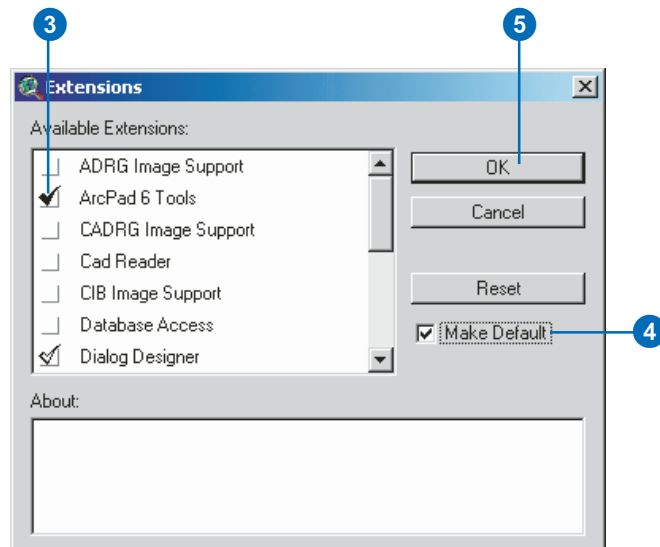 3
5
Extensions
Available Extensions:
ADRG Image Support
ArcPad 6 Tools
CADRG Image Support
Cad Reader
CIB Image Support
Database Access
Dialog Designer
OK
Cancel
Reset
Make Default
4
About: